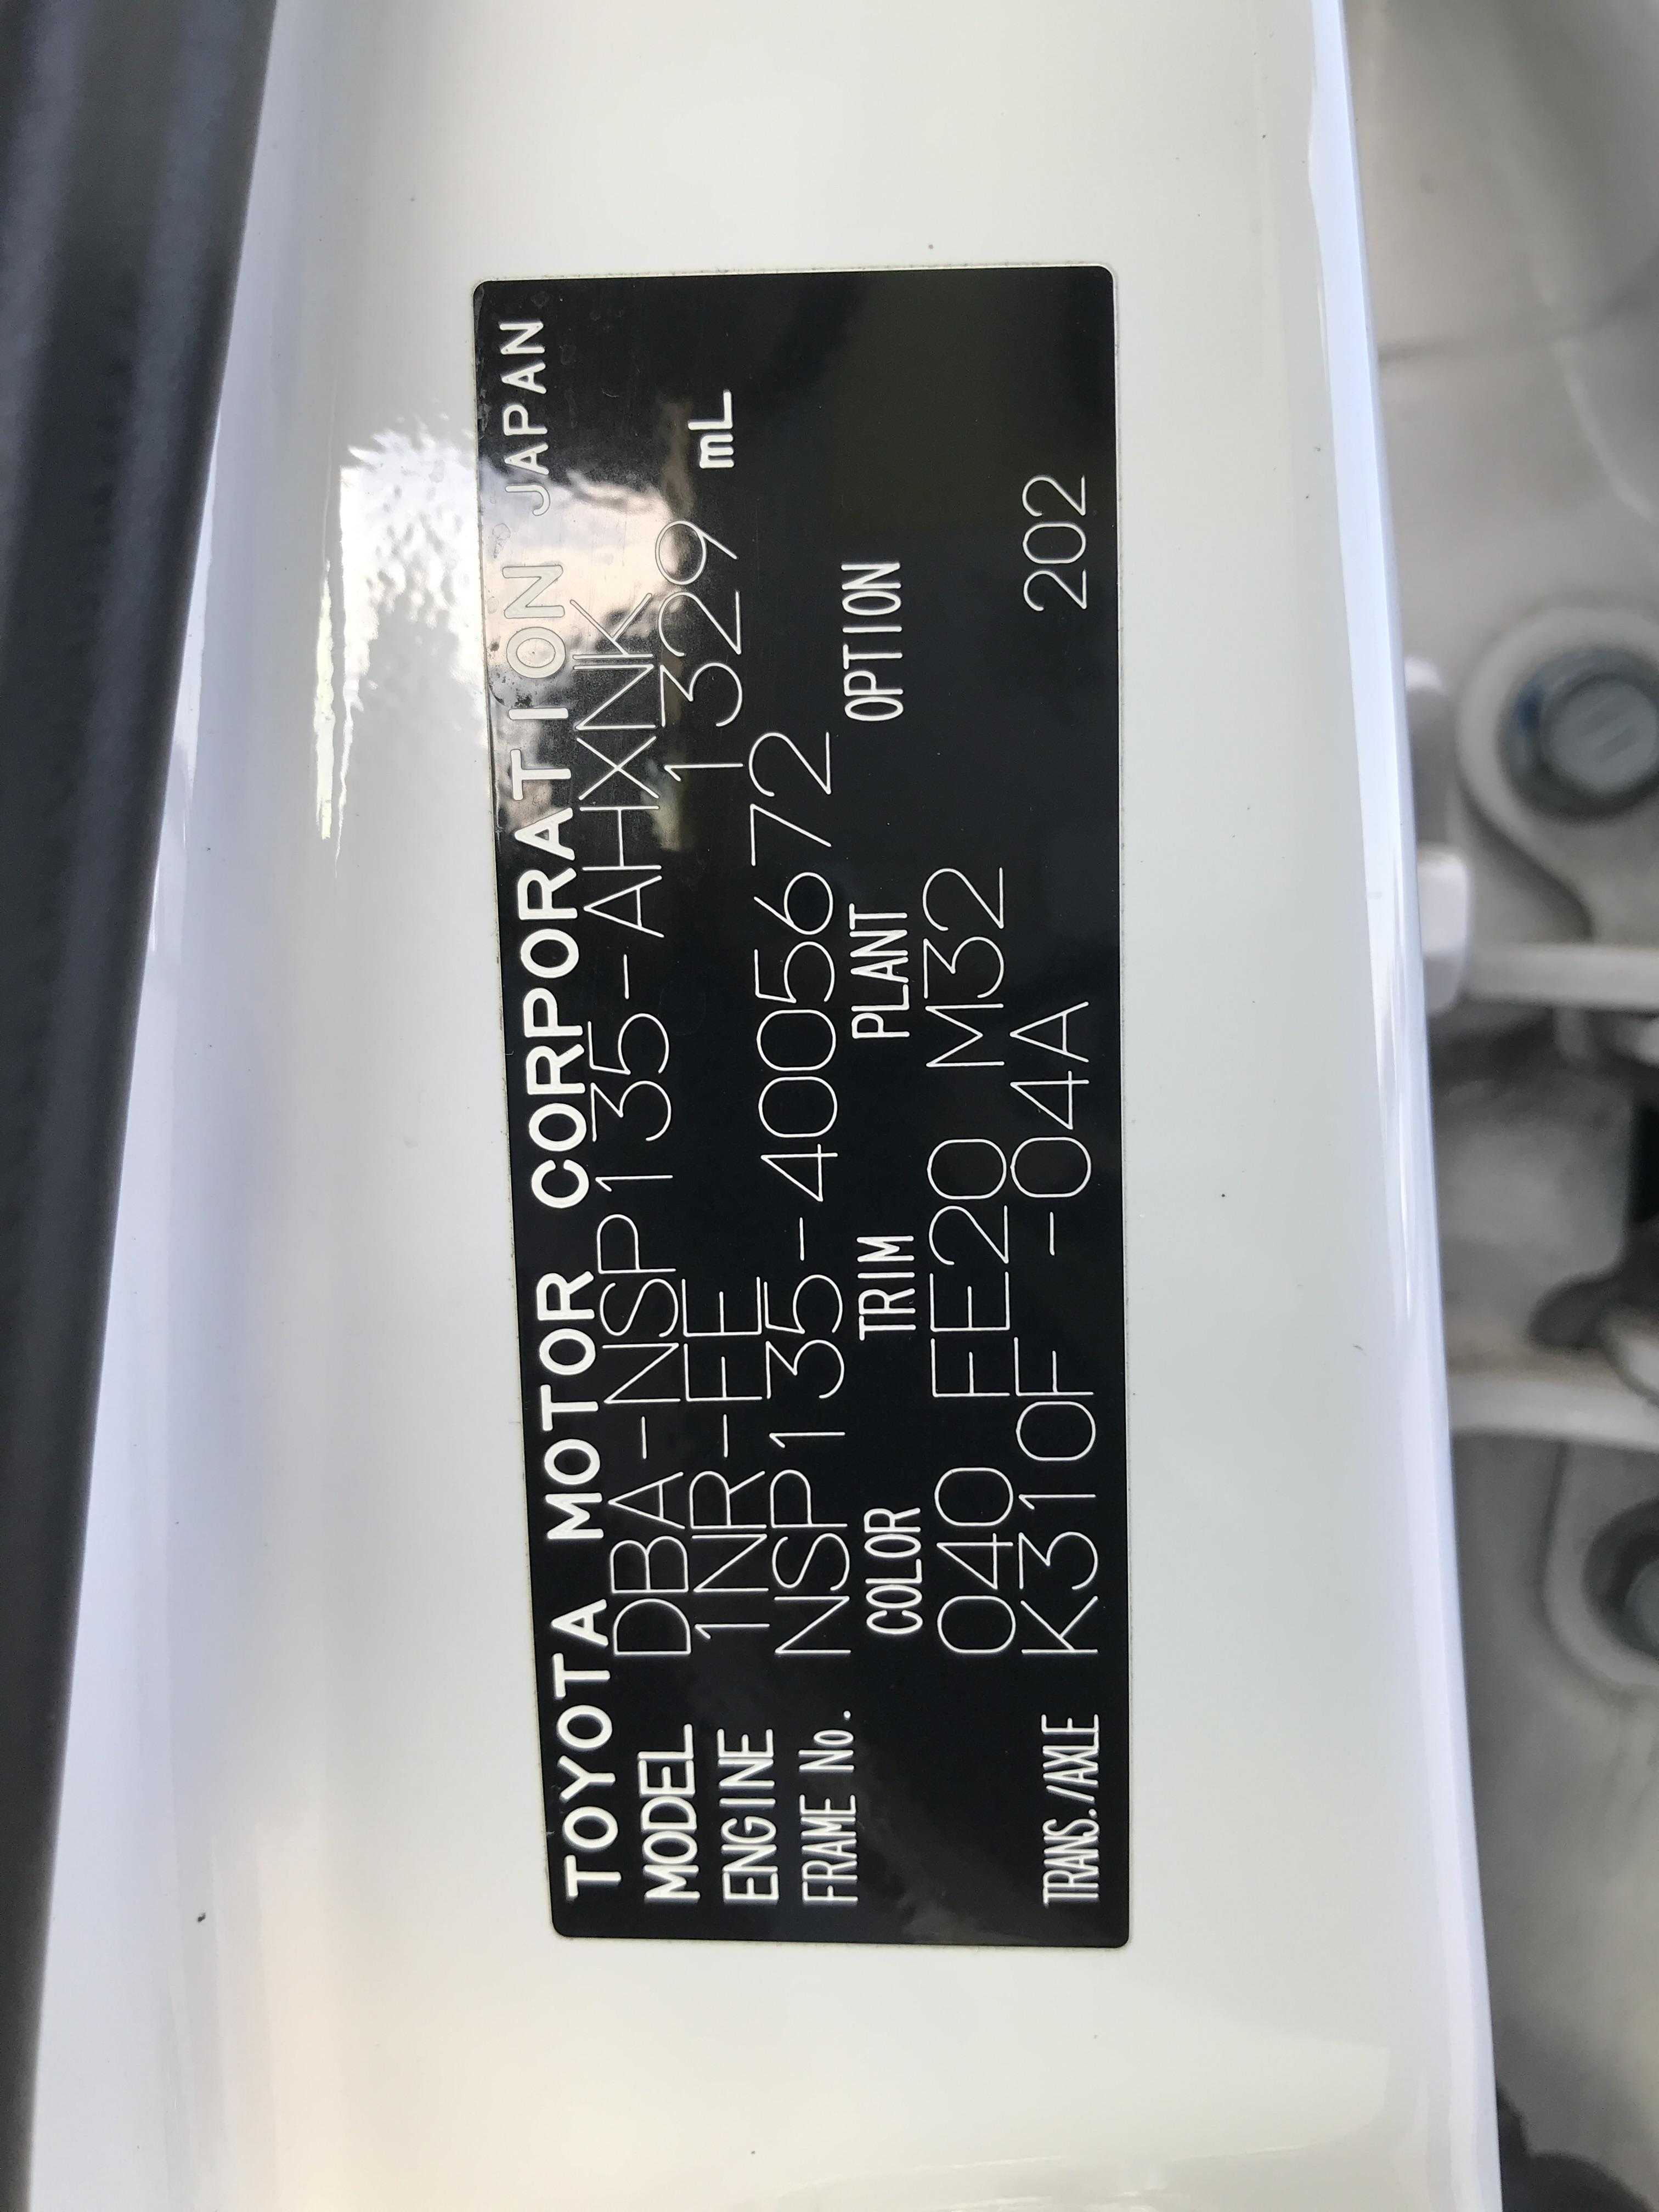 TOYOTA MOTOR CORPORATION JAPAN
MODEL DBA-NSP135-AHXNK
ENGINE 1NR-FE 1329 mL
FRAME No. NSP135-4005672
COLOR TRIM PLANT OPTION
040 FE20 M32
TRANS./AXLE K310F -04A 202